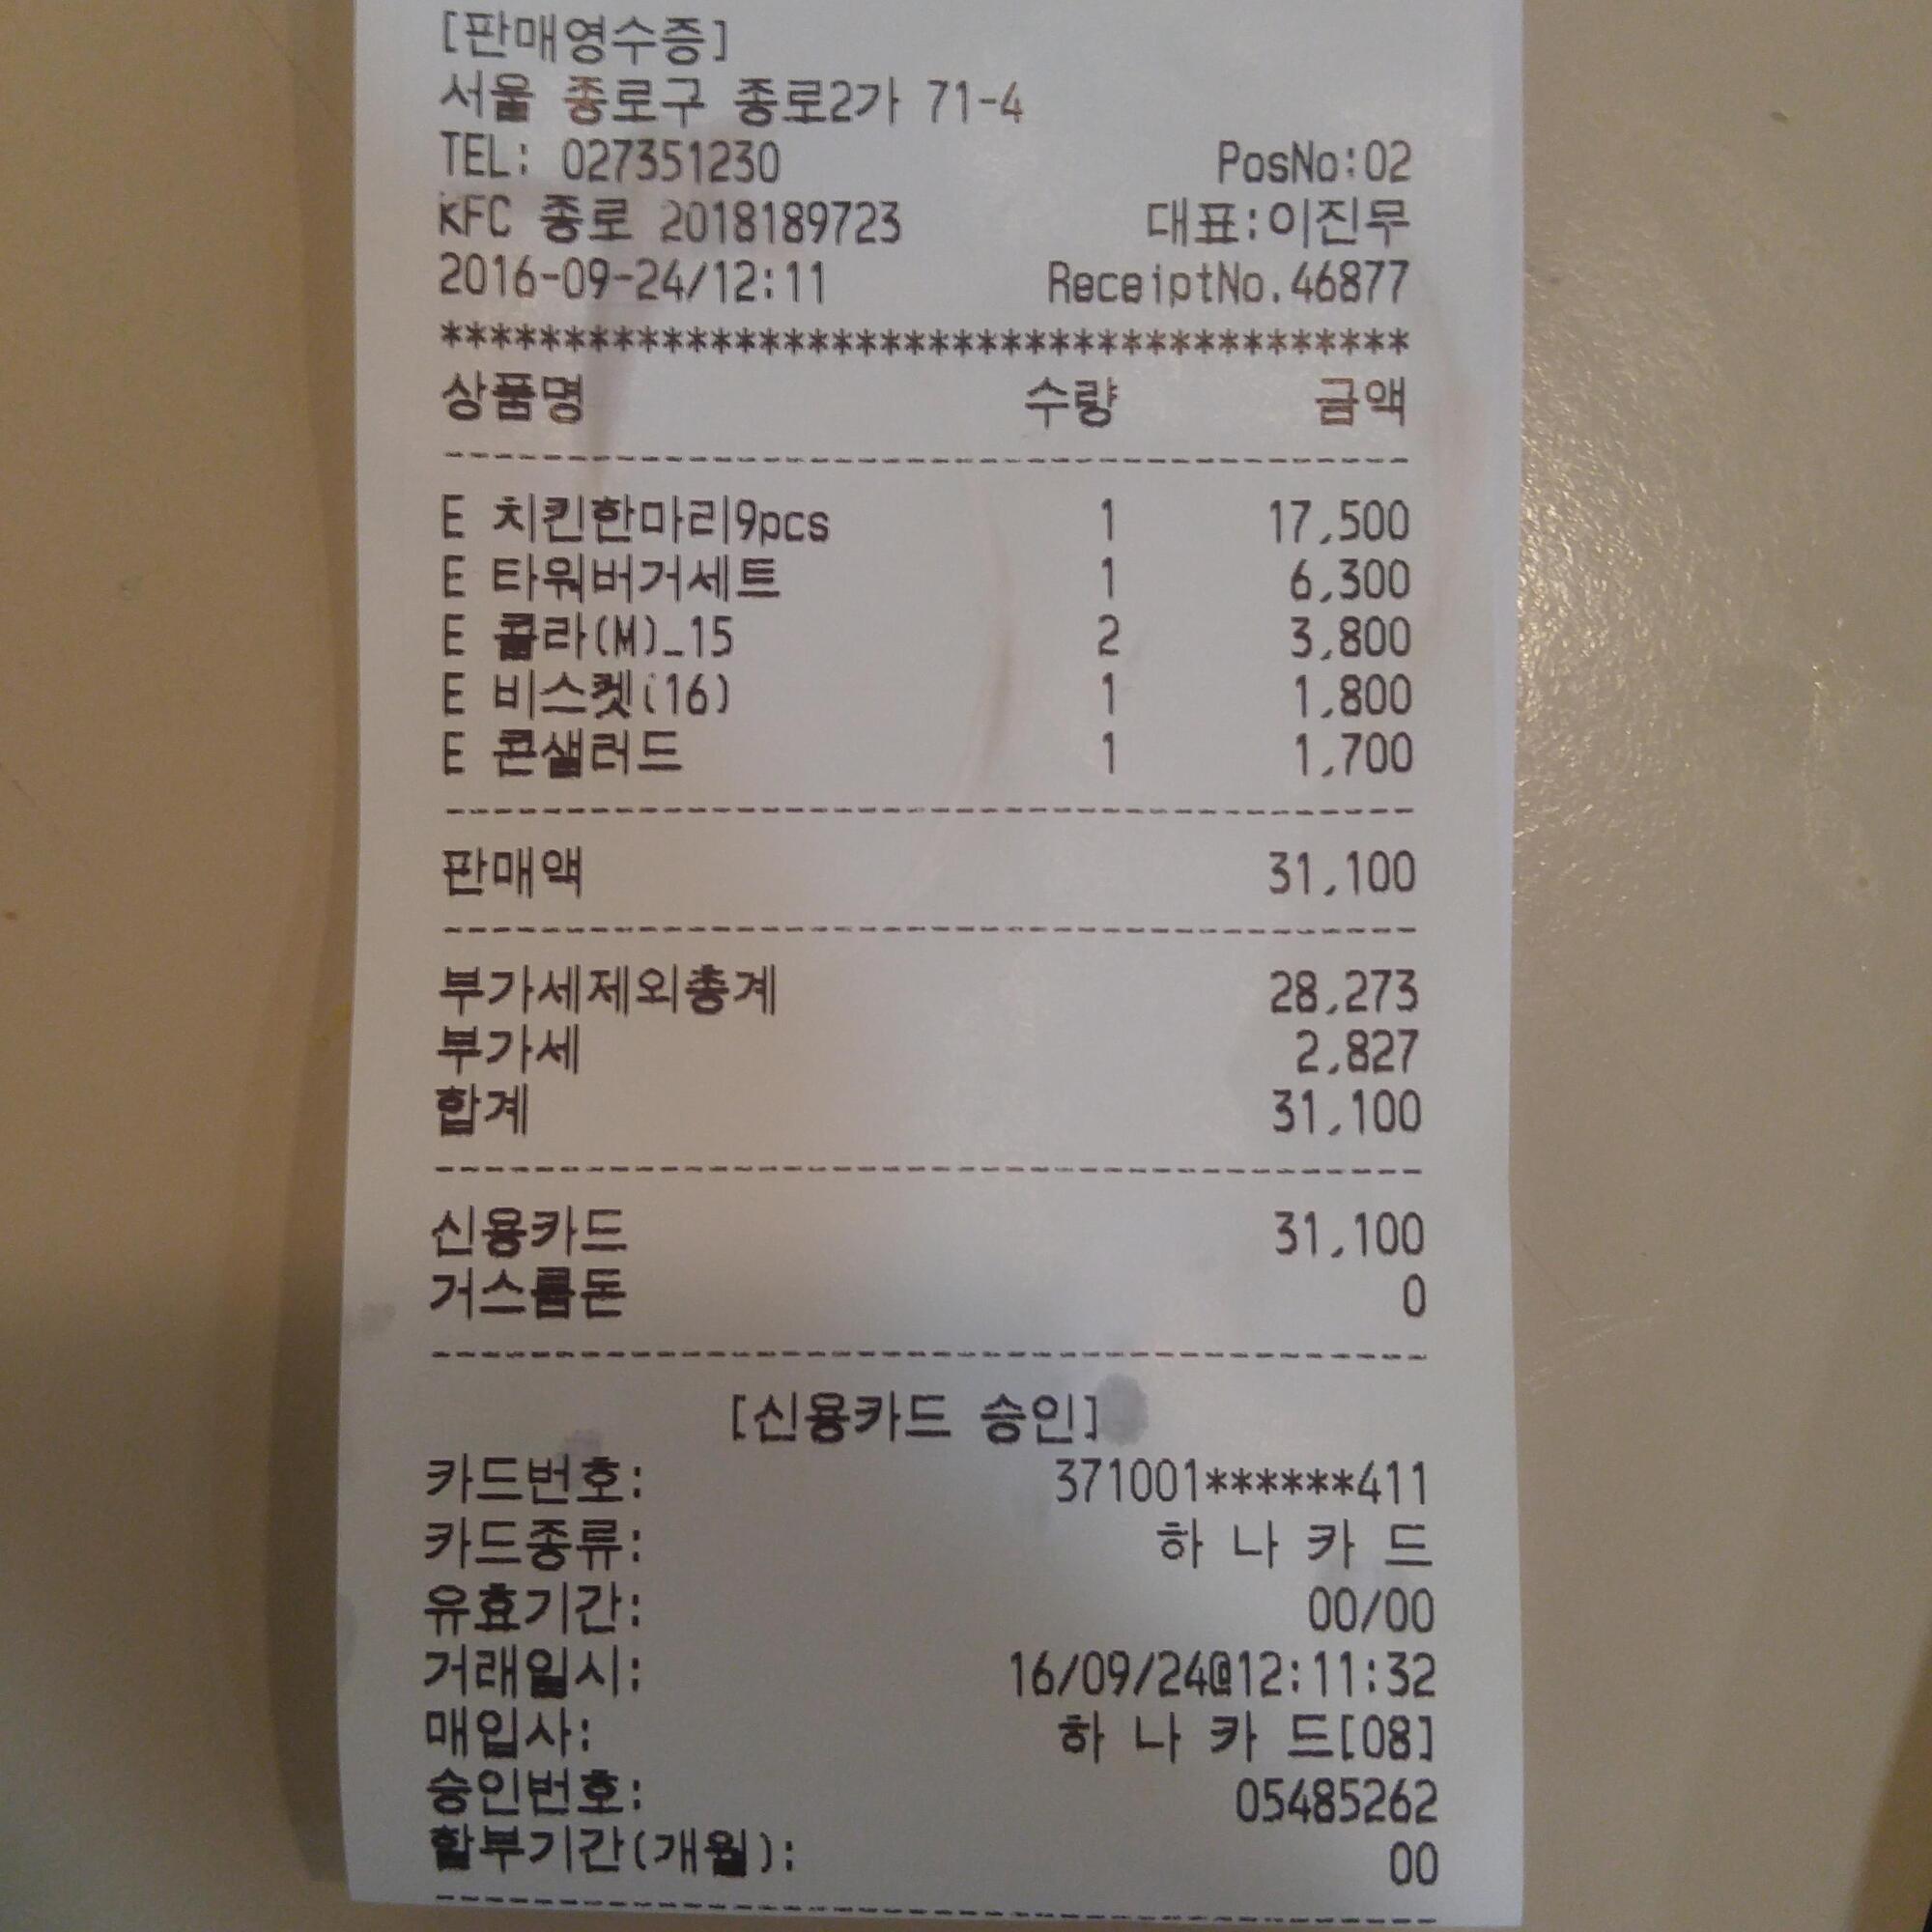 [판매영수증]
서울 종로구 종로2가 71-4
TEL: 027351230 PosNo:02
KFC 종로 2018189723 대표:이진무
2016-09-24/12:11 ReceiptNo.46877
****************************************
상품명 수량 금액
----------------------------------------
E 치킨한마리9pcs 1 17,500
E 타워버거세트 1 6,300
E 콜라(M)_15 2 3,800
E 비스켓(16) 1 1,800
E 콘샐러드 1 1,700
----------------------------------------
판매액 31,100
----------------------------------------
부가세제외총계 28,273
부가세 2,827
합계 31,100
----------------------------------------
신용카드 31,100
거스름돈 0
----------------------------------------
[신용카드 승인]
카드번호: 371001******411
카드종류: 하 나 카 드
유효기간: 00/00
거래일시: 16/09/24@12:11:32
매입사: 하 나 카 드[08]
승인번호: 05485262
할부기간(개월): 00
----------------------------------------